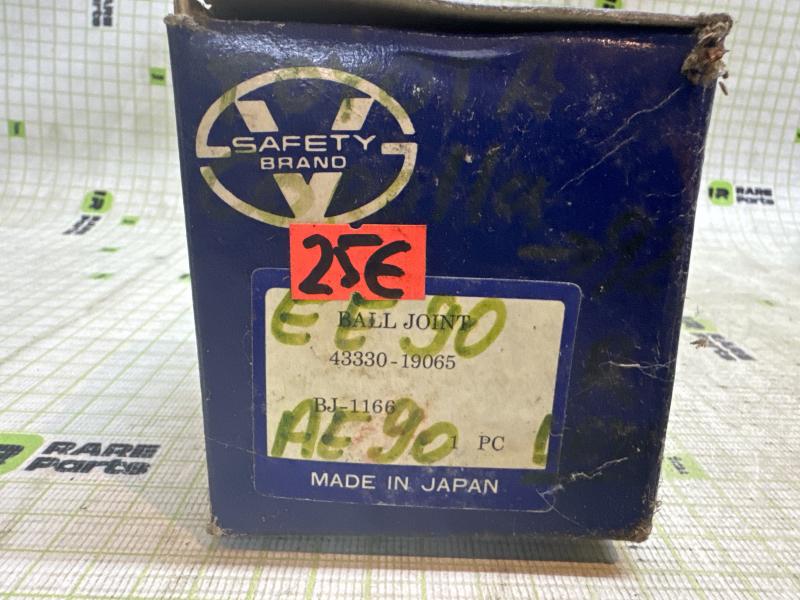 SAFETY
BRAND
25€
BALL JOINT
EE90
43330-19065
BJ-1166
AE90
1 PC
MADE IN JAPAN
RARE
Parts
RARE
Parts